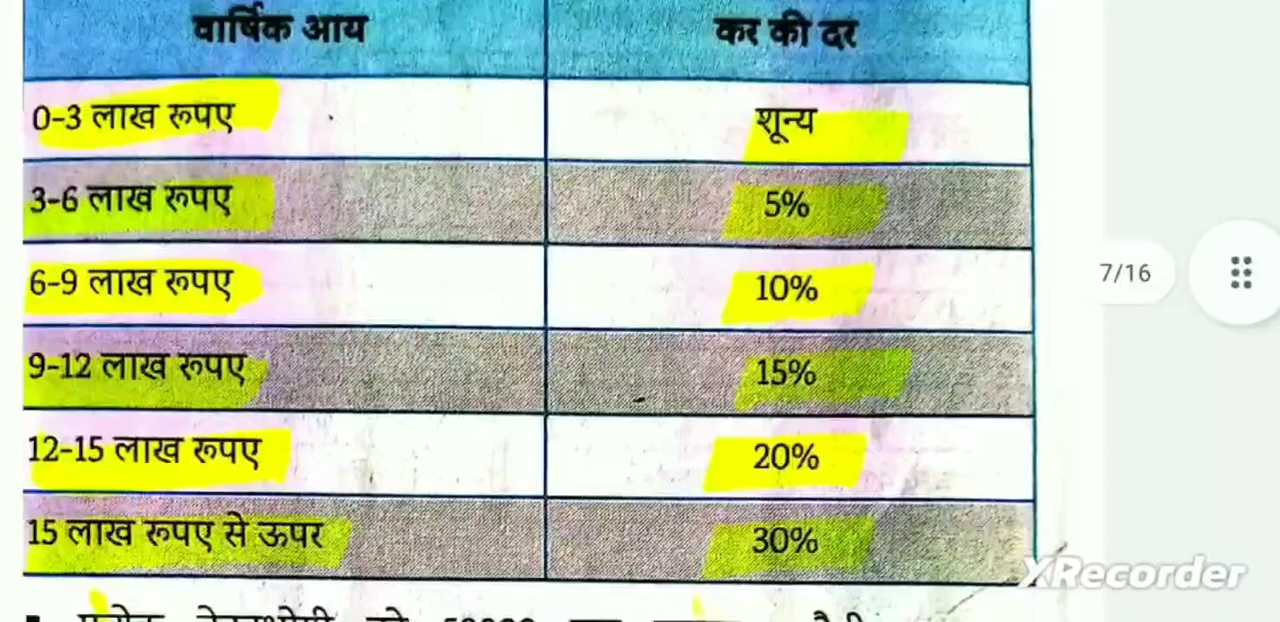 वार्षिक आय कर की दर
0-3 लाख रूपए शून्य
3-6 लाख रूपए 5%
6-9 लाख रूपए 10%
9-12 लाख रूपए 15%
12-15 लाख रूपए 20%
15 लाख रूपए से ऊपर 30%
7/16
XRecorder